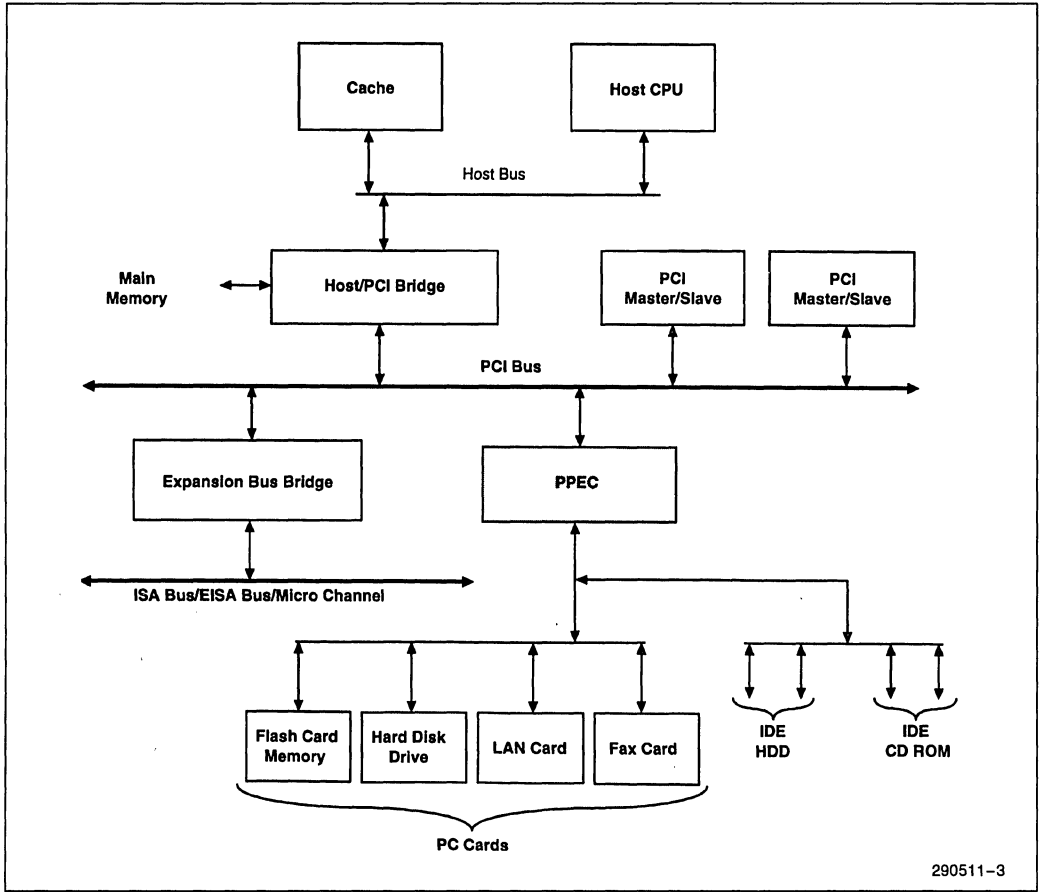 Cache
Host CPU
Host Bus
Main
Memory
Host/PCI Bridge
PCI
Master/Slave
PCI
Master/Slave
PCI Bus
Expansion Bus Bridge
PPEC
ISA Bus/EISA Bus/Micro Channel
Flash Card
Memory
Hard Disk
Drive
LAN Card
Fax Card
IDE
HDD
IDE
CD ROM
PC Cards
290511–3